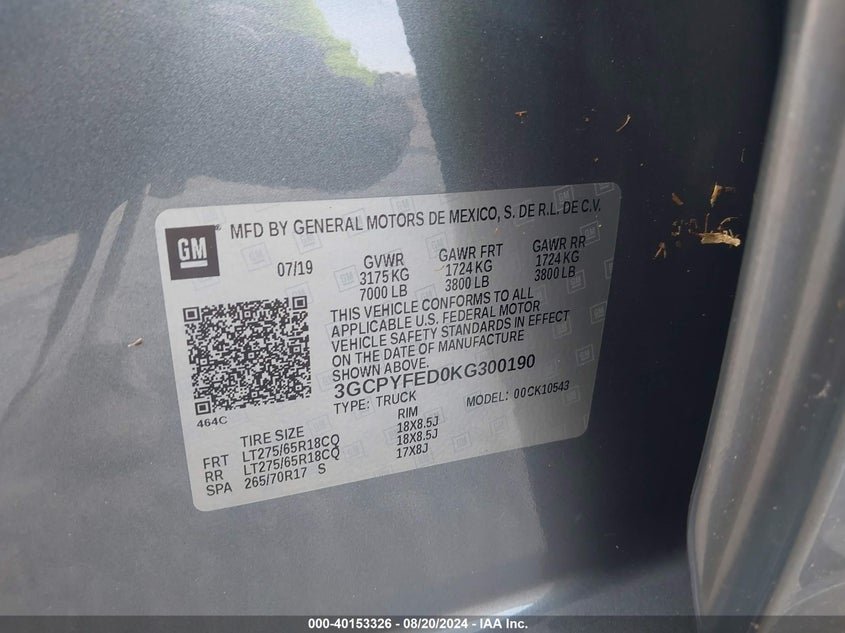 GM
® MFD BY GENERAL MOTORS DE MEXICO, S. DE R.L. DE C.V.
07/19 GVWR GAWR FRT GAWR RR
3175 KG 1724 KG 1724 KG
7000 LB 3800 LB 3800 LB
THIS VEHICLE CONFORMS TO ALL
APPLICABLE U.S. FEDERAL MOTOR
VEHICLE SAFETY STANDARDS IN EFFECT
ON THE DATE OF MANUFACTURE
SHOWN ABOVE.
3GCPYFED0KG300190
TYPE: TRUCK MODEL: 00CK10543
464C
TIRE SIZE RIM
FRT LT275/65R18CQ 18X8.5J
RR LT275/65R18CQ 18X8.5J
SPA 265/70R17 S 17X8J
000-40153326 - 08/20/2024 - IAA Inc.